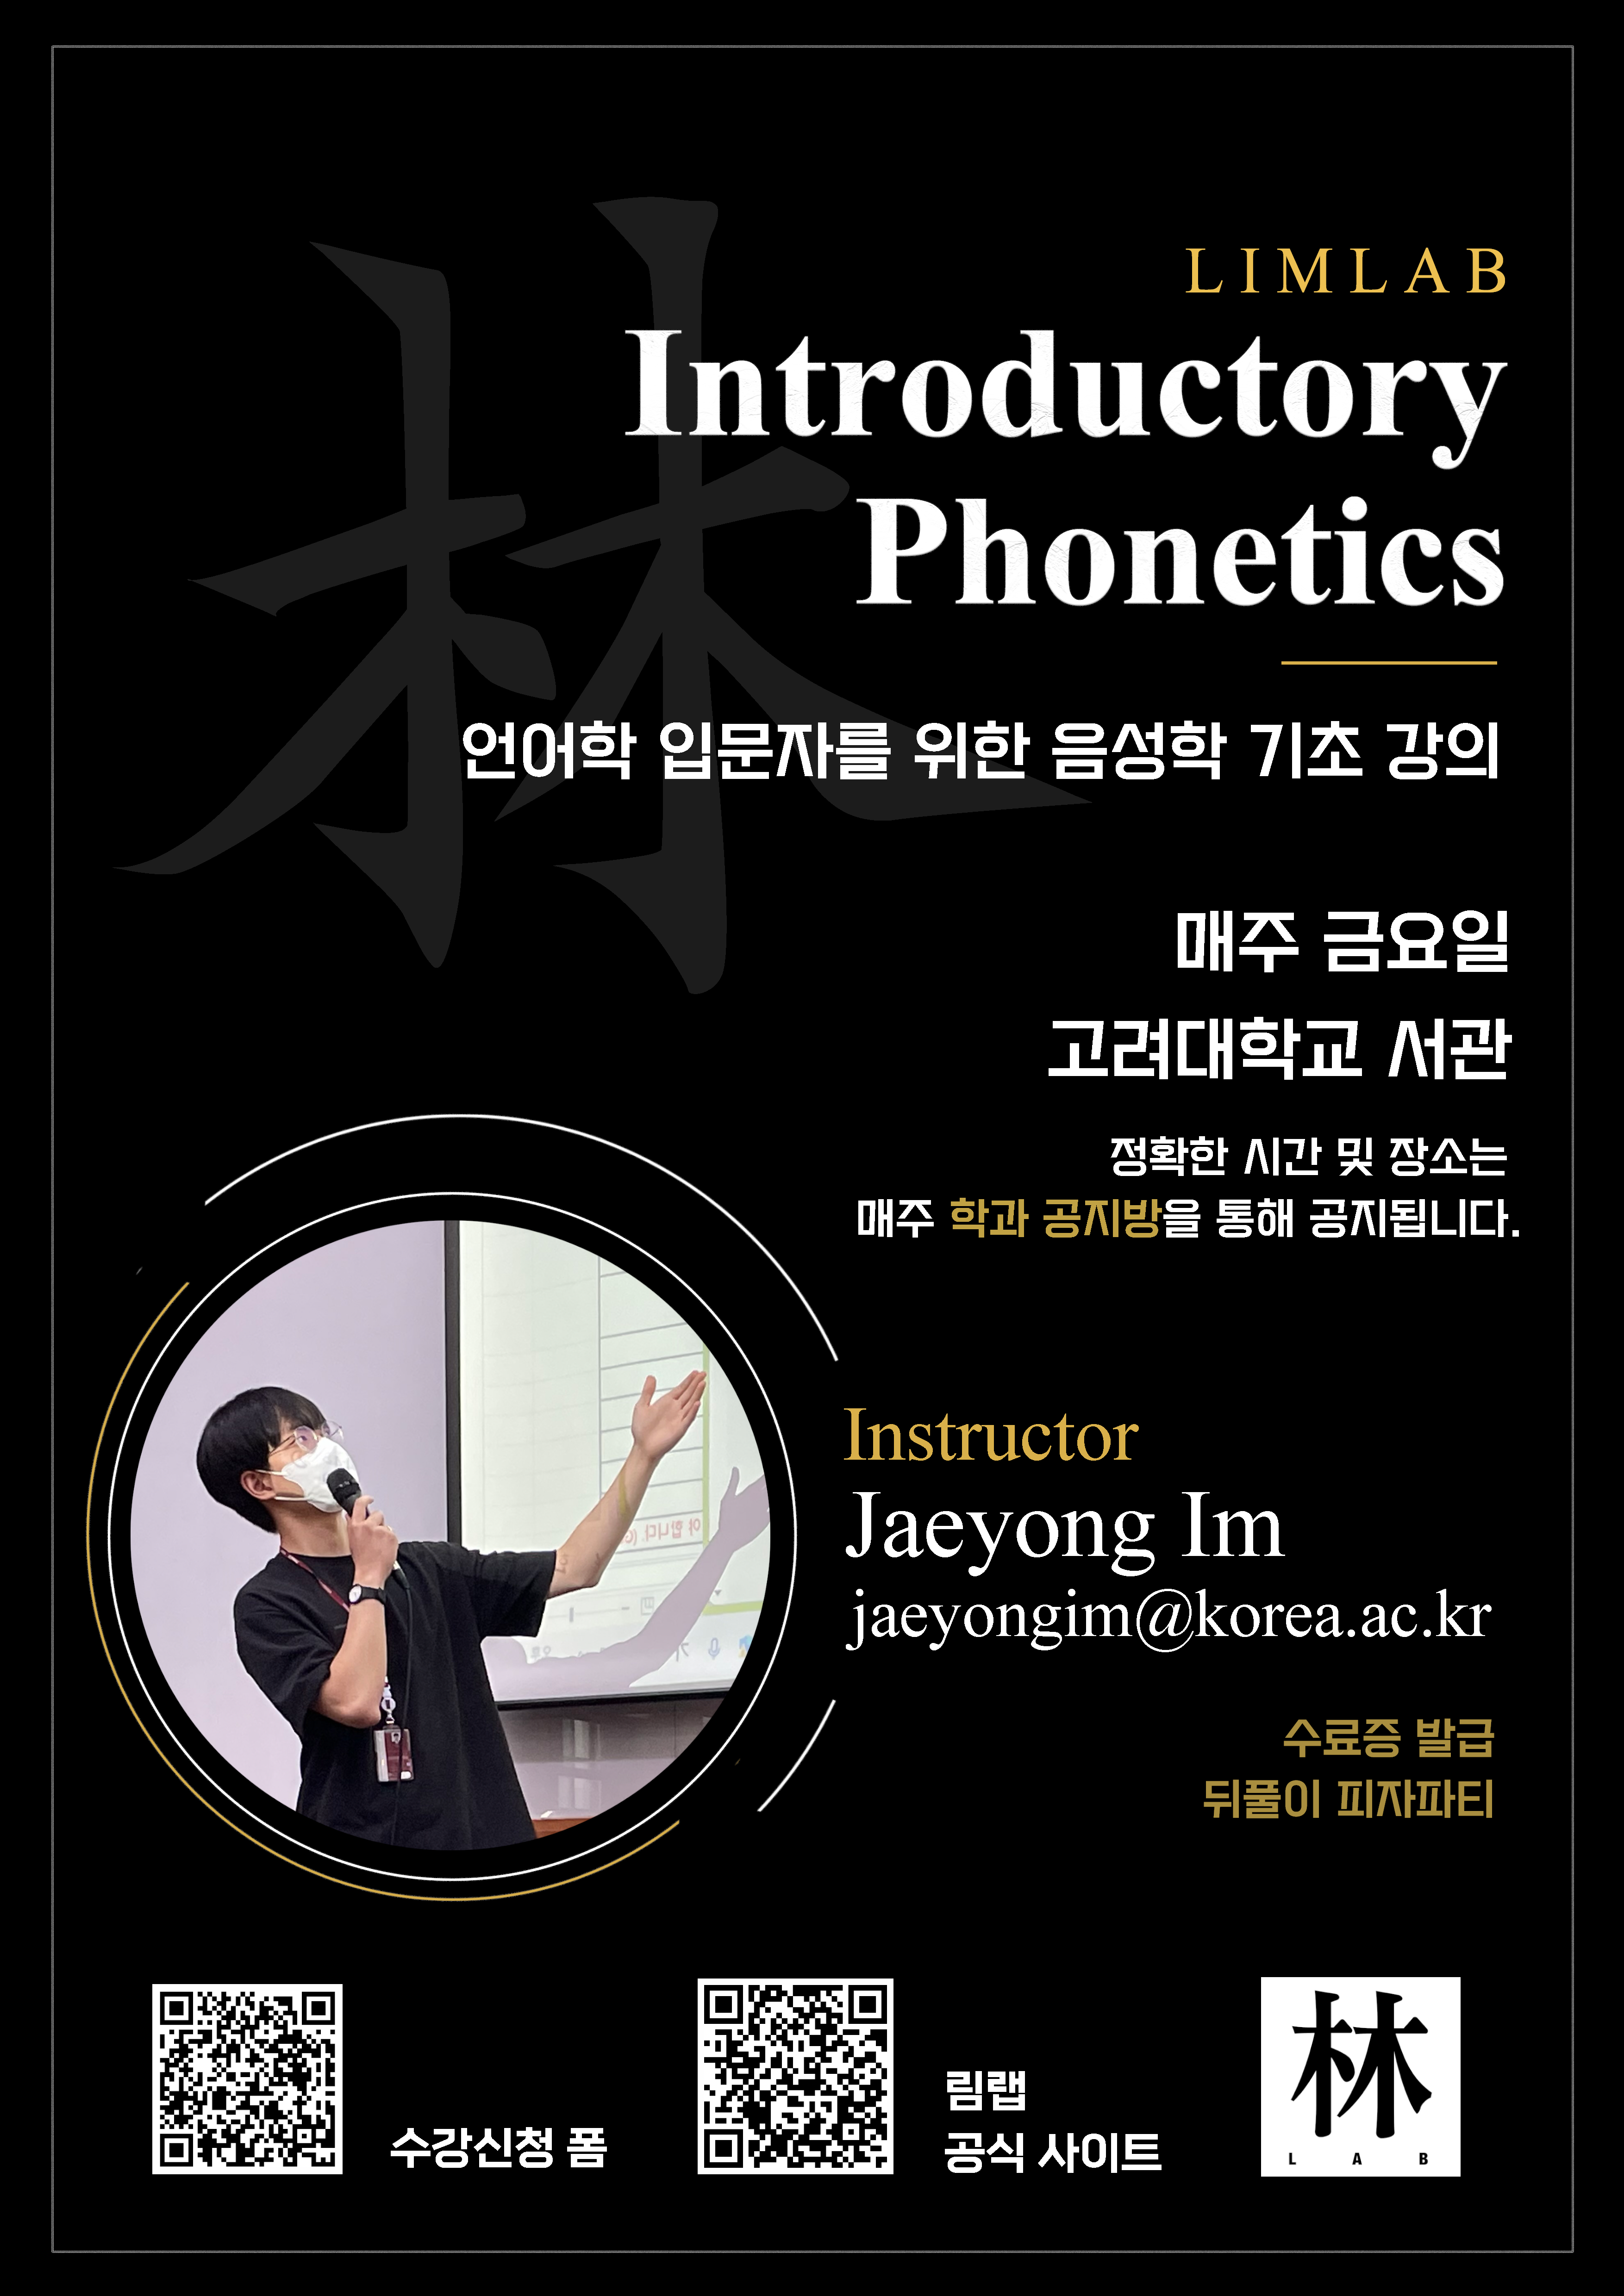 林
LIMLAB
Introductory
Phonetics
언어학 입문자를 위한 음성학 기초 강의
매주 금요일
고려대학교 서관
정확한 시간 및 장소는
매주 학과 공지방을 통해 공지됩니다.
야 합니다.
Instructor
Jaeyong Im
jaeyongim@korea.ac.kr
수료증 발급
뒤풀이 피자파티
수강신청 폼
림랩
공식 사이트
林
L A B